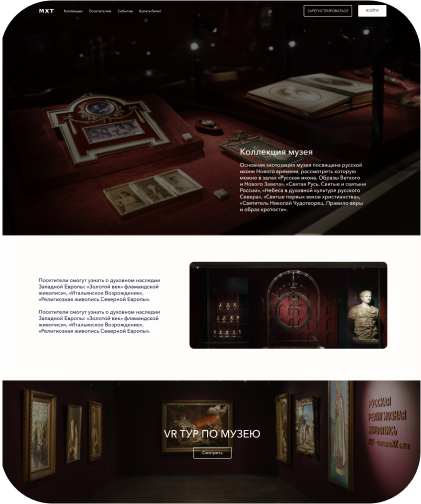 МХТ
Коллекции
Посетителям
События
Купить билет
ЗАРЕГИСТРИРОВАТЬСЯ
ВОЙТИ
Коллекция музея
Основная экспозиция музея посвящена русской
иконе Нового времени, рассмотреть которую
можно в залах «Русская икона. Образы Ветхого
и Нового Завета», «Святая Русь. Святые и святыни
России», «Небеса в духовной культуре русского
Севера», «Святые первых веков христианства»,
«Святитель Николай Чудотворец. Правило веры
и образ кротости».
Посетители смогут узнать о духовном наследии
Западной Европы: «Золотой век» фламандской
живописи», «Итальянское Возрождение»,
«Религиозная живопись Северной Европы».
Посетители смогут узнать о духовном наследии
Западной Европы: «Золотой век» фламандской
живописи», «Итальянское Возрождение»,
«Религиозная живопись Северной Европы».
VR ТУР ПО МУЗЕЮ
Смотреть
РУССКАЯ
РЕЛИГИОЗНАЯ
ЖИВОПИСЬ